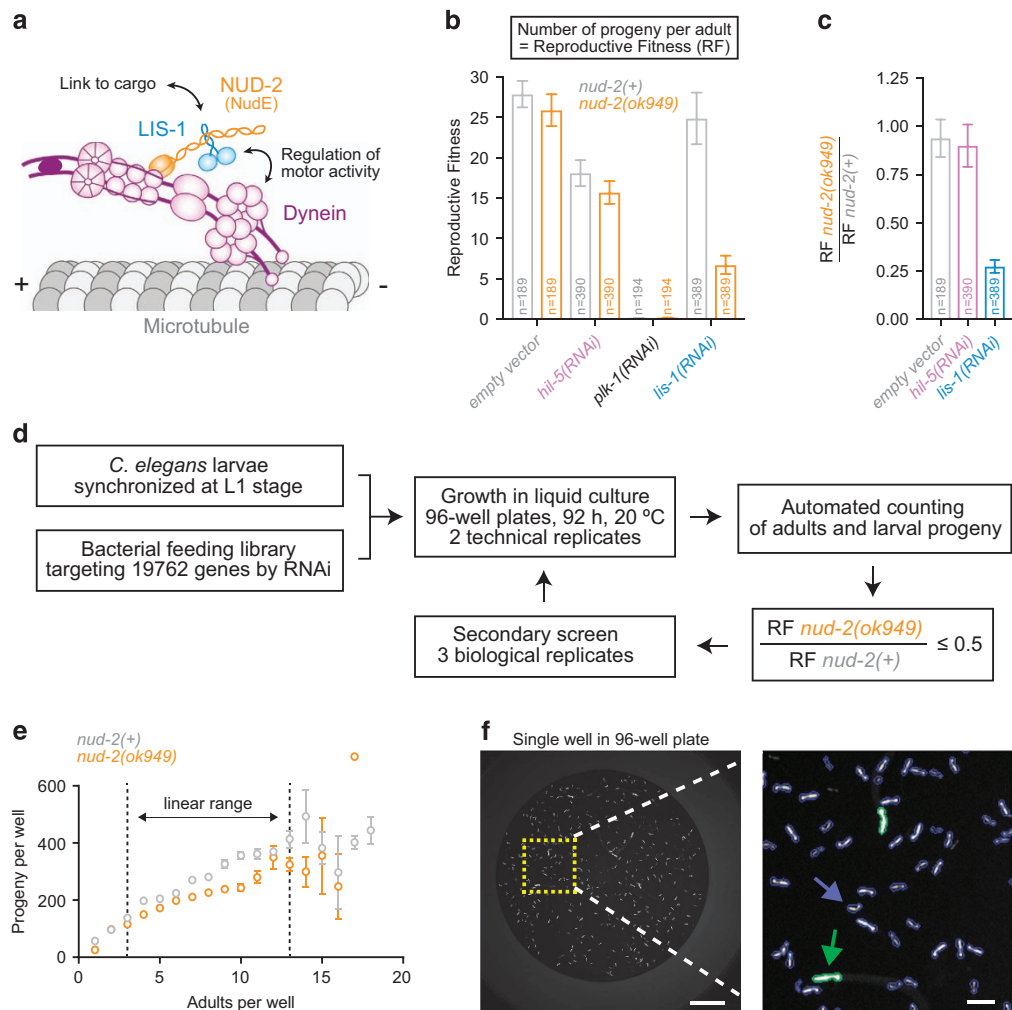 a
Link to cargo
NUD-2
(NudE)
LIS-1
Regulation of
motor activity
Dynein
+
-
Microtubule
b
Number of progeny per adult
= Reproductive Fitness (RF)
nud-2(+)
nud-2(ok949)
Reproductive Fitness
30
25
20
15
10
5
0
n=189
n=189
n=390
n=390
n=194
n=194
n=389
n=389
empty vector
hil-5(RNAi)
plk-1(RNAi)
lis-1(RNAi)
c
RF nud-2(ok949)
RF nud-2(+)
1.25
1.00
0.75
0.50
0.25
0.00
n=189
n=390
n=389
empty vector
hil-5(RNAi)
lis-1(RNAi)
d
C. elegans larvae
synchronized at L1 stage
Bacterial feeding library
targeting 19762 genes by RNAi
Growth in liquid culture
96-well plates, 92 h, 20 ºC
2 technical replicates
Automated counting
of adults and larval progeny
RF nud-2(ok949)
RF nud-2(+)
≤ 0.5
Secondary screen
3 biological replicates
e
nud-2(+)
nud-2(ok949)
linear range
Progeny per well
600
400
200
0
0
5
10
15
20
Adults per well
f
Single well in 96-well plate